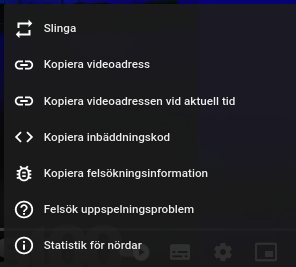 Slinga
Kopiera videoadress
Kopiera videoadressen vid aktuell tid
Kopiera inbäddningskod
Kopiera felsökningsinformation
Felsök uppspelningsproblem
Statistik för nördar